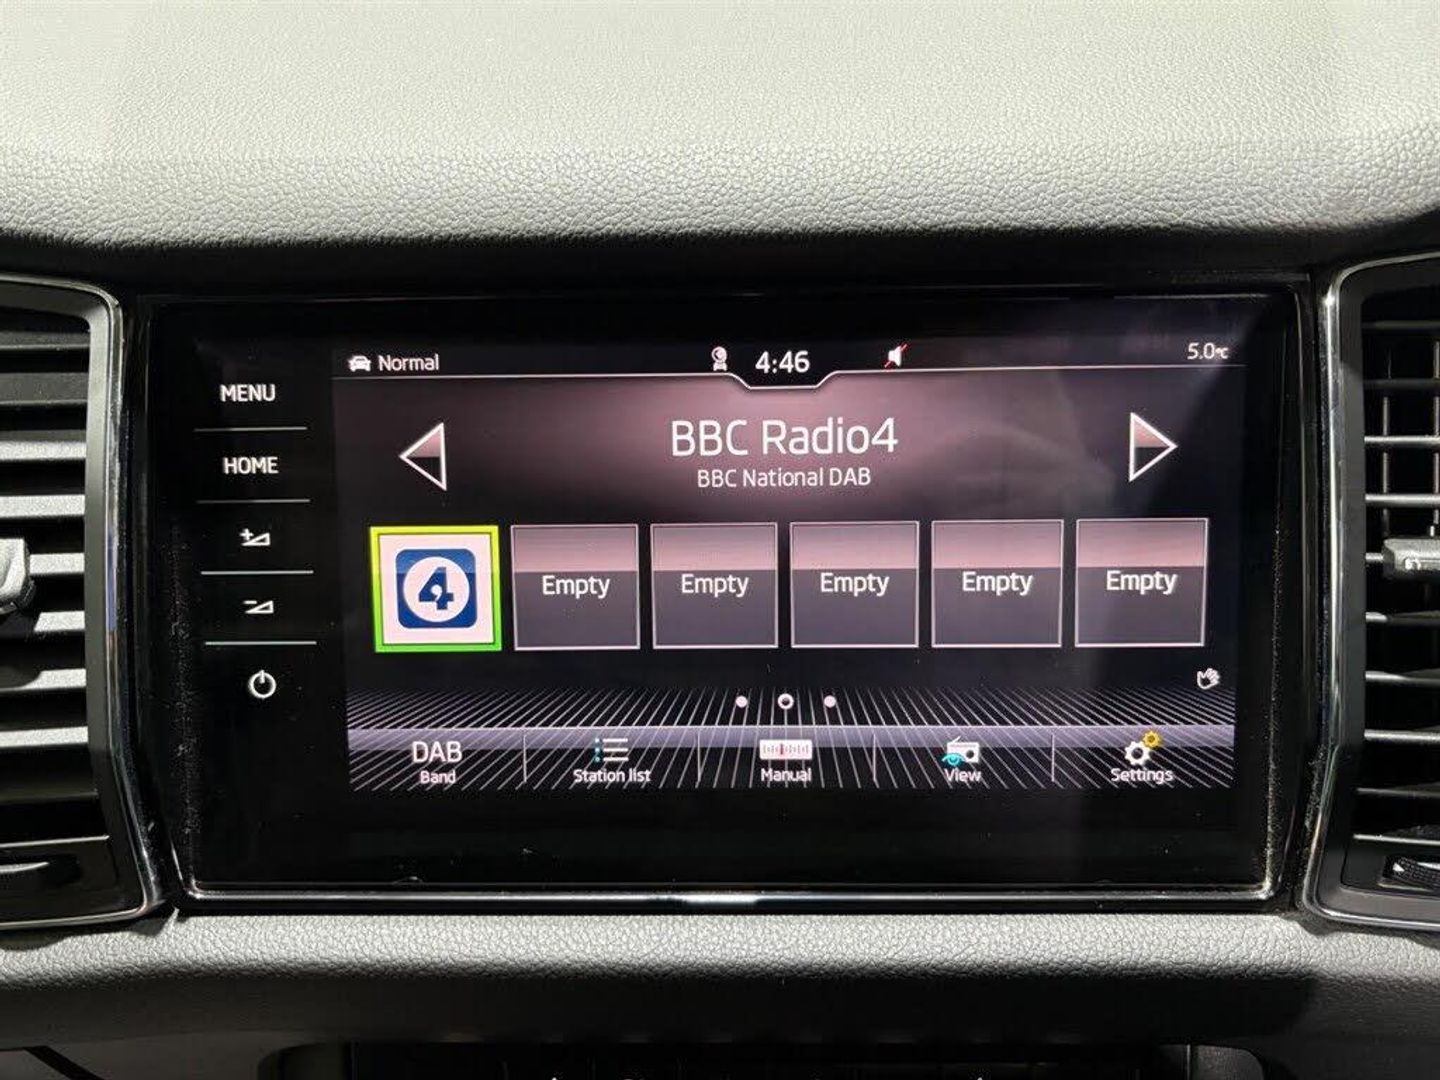 MENU
HOME
Normal
4:46
5.0°C
BBC Radio4
BBC National DAB
4
Empty
Empty
Empty
Empty
Empty
DAB
Band
Station list
Manual
View
Settings